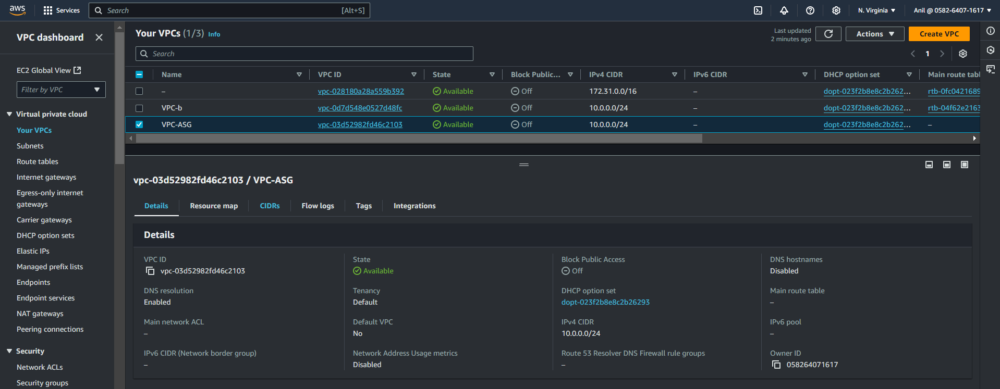 aws Services Search [Alt+S] N. Virginia Anil @ 0582-6407-1617
VPC dashboard
EC2 Global View
Filter by VPC
Virtual private cloud
Your VPCs
Subnets
Route tables
Internet gateways
Egress-only internet
gateways
Carrier gateways
DHCP option sets
Elastic IPs
Managed prefix lists
Endpoints
Endpoint services
NAT gateways
Peering connections
Security
Network ACLs
Security groups
Your VPCs (1/3) Info
Last updated
2 minutes ago
Actions Create VPC
Search
1
Name VPC ID State Block Public... IPv4 CIDR IPv6 CIDR DHCP option set Main route tabl
– vpc-028180a28a559b392 Available Off 172.31.0.0/16 – dopt-023f2b8e8c2b262... rtb-0fc0421689
VPC-b vpc-0d7d548e0527d48fc Available Off 10.0.0.0/24 – dopt-023f2b8e8c2b262... rtb-04f62e2163
VPC-ASG vpc-03d52982fd46c2103 Available Off 10.0.0.0/24 – dopt-023f2b8e8c2b262... –
vpc-03d52982fd46c2103 / VPC-ASG
Details Resource map CIDRs Flow logs Tags Integrations
Details
VPC ID
vpc-03d52982fd46c2103
State
Available
Block Public Access
Off
DNS hostnames
Disabled
DNS resolution
Enabled
Tenancy
Default
DHCP option set
dopt-023f2b8e8c2b26293
Main route table
–
Main network ACL
–
Default VPC
No
IPv4 CIDR
10.0.0.0/24
IPv6 pool
–
IPv6 CIDR (Network border group)
–
Network Address Usage metrics
Disabled
Route 53 Resolver DNS Firewall rule groups
–
Owner ID
058264071617